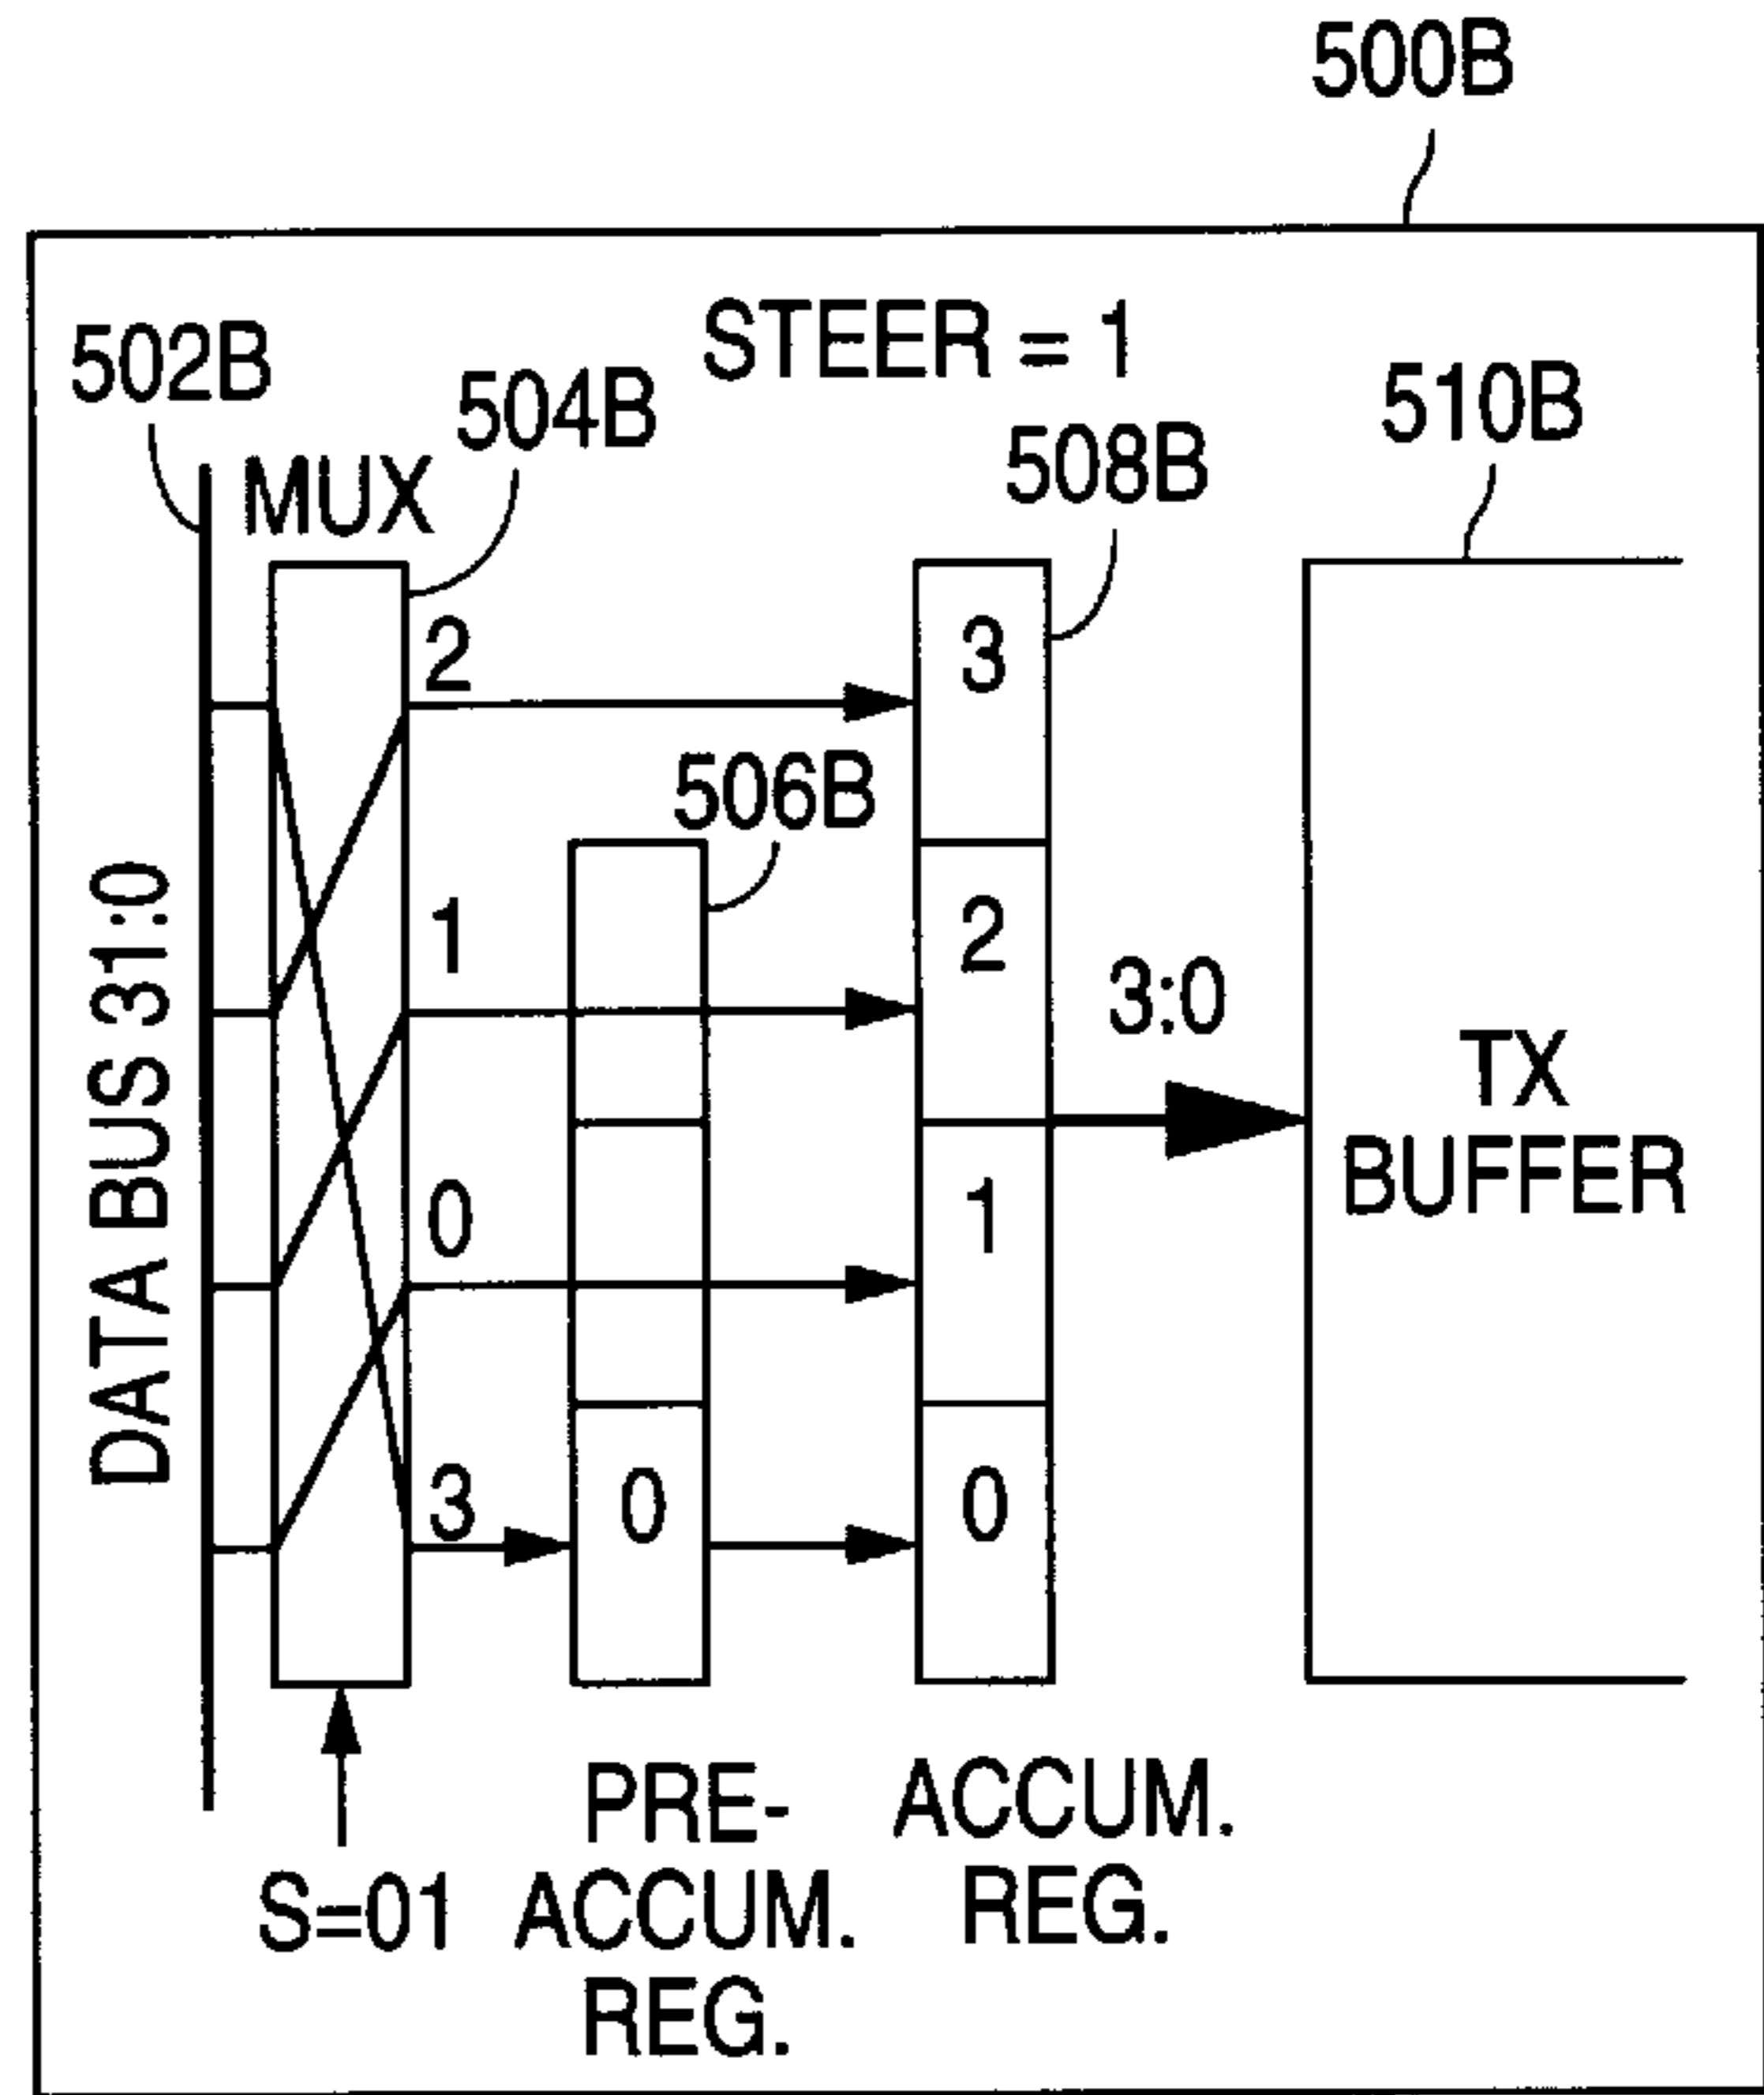 500B
STEER = 1
502B
504B
510B
508B
MUX
2
3
506B
DATA BUS 31:0
1
2
3:0
TX
BUFFER
0
1
3
0
0
S=01
PRE-
ACCUM.
REG.
ACCUM.
REG.